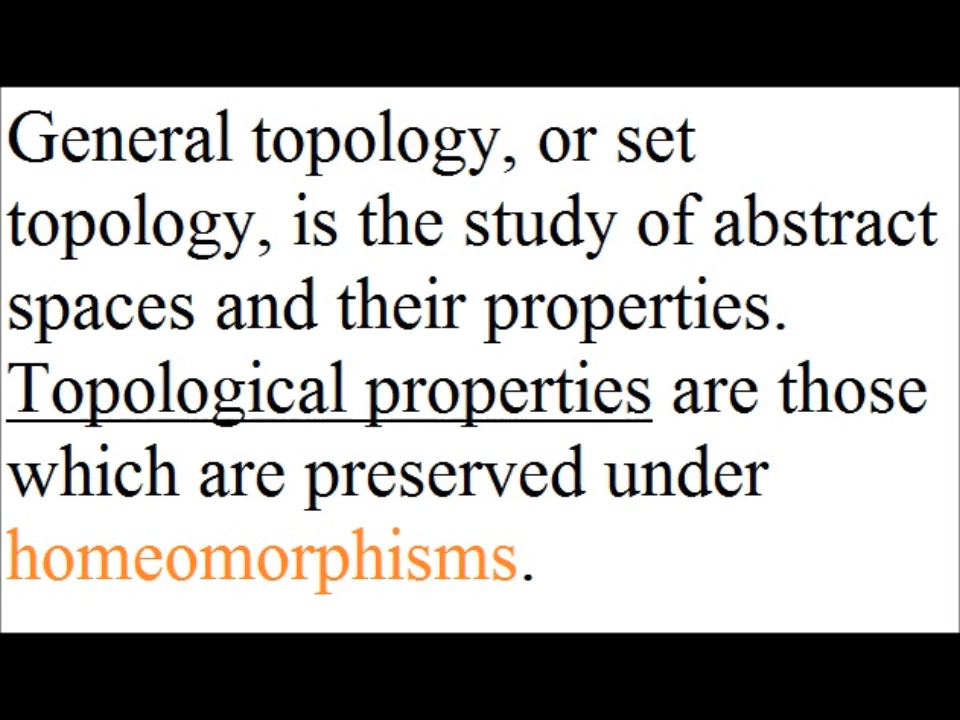 General topology, or set
topology, is the study of abstract
spaces and their properties.
Topological properties are those
which are preserved under
homeomorphisms.